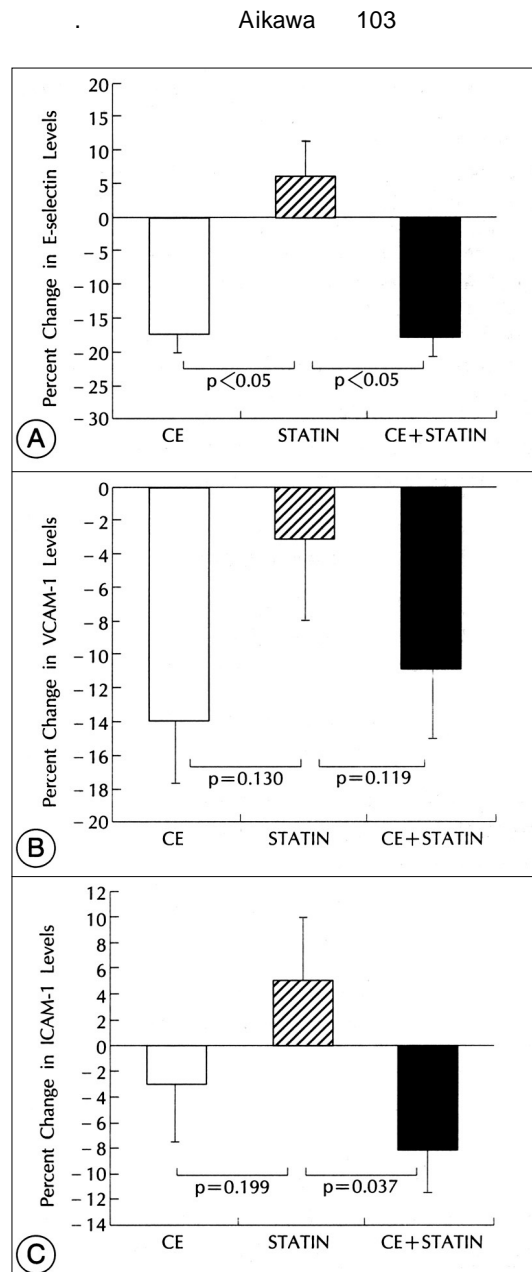 . Aikawa 103
Percent Change in E-selectin Levels
20
15
10
5
0
-5
-10
-15
-20
-25
-30
p<0.05 p<0.05
CE STATIN CE+STATIN
A
Percent Change in VCAM-1 Levels
0
-2
-4
-6
-8
-10
-12
-14
-16
-18
-20
p=0.130 p=0.119
CE STATIN CE+STATIN
B
Percent Change in ICAM-1 Levels
12
10
8
6
4
2
0
-2
-4
-6
-8
-10
-12
-14
p=0.199 p=0.037
CE STATIN CE+STATIN
C